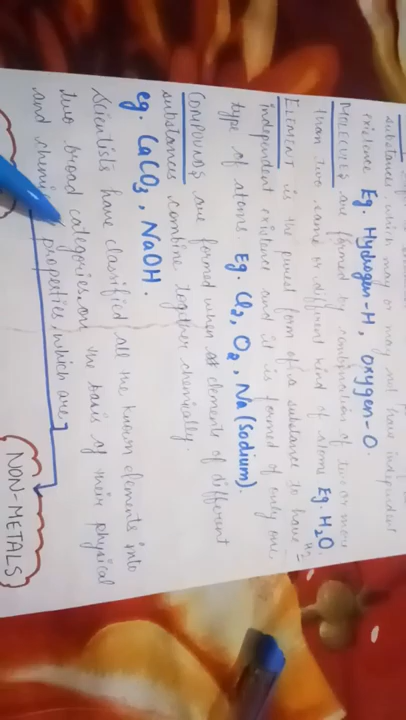 substances, which may or may not have independent
existence Eg. Hydrogen-H, Oxygen-O.
MOLECULES are formed by combination of two or more
than two same or different kind of atoms Eg. H2O
ELEMENT is the purest form of a substance to have
independent existence and it is formed of only one
type of atoms. Eg Cl2, O2, Na (Sodium).
COMPOUNDS are formed when elements of different
substances combine together chemically.
eg. CaCO3, NaOH.
Scientists have classified all the known elements into
two broad categories on the basis of their physical
and properties which are
NON-METALS